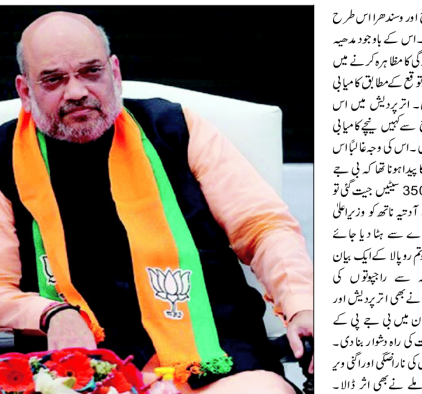 اور وسندھرا اس طرح
۔ اس کے باوجود مدھیہ
کا مظاہرہ کرنے میں
توقع کے مطابق کامیابی
۔ اترپردیش میں اس
سے کہیں نیچے کامیابی
۔ اس کی وجہ غالباً اس
پیدا ہونا تھا کہ بی جے
350 سیٹیں جیت گئی تو
آدتیہ ناتھ کو وزیراعلیٰ
سے ہٹا دیا جائے
روپالا کے ایک بیان
سے راجپوتوں کی
نے بھی اترپردیش اور
میں بی جے پی کے
کی راہ دشوار بنا دی۔
کی ناراضگی اور اگنی ویر
نے بھی اثر ڈالا۔